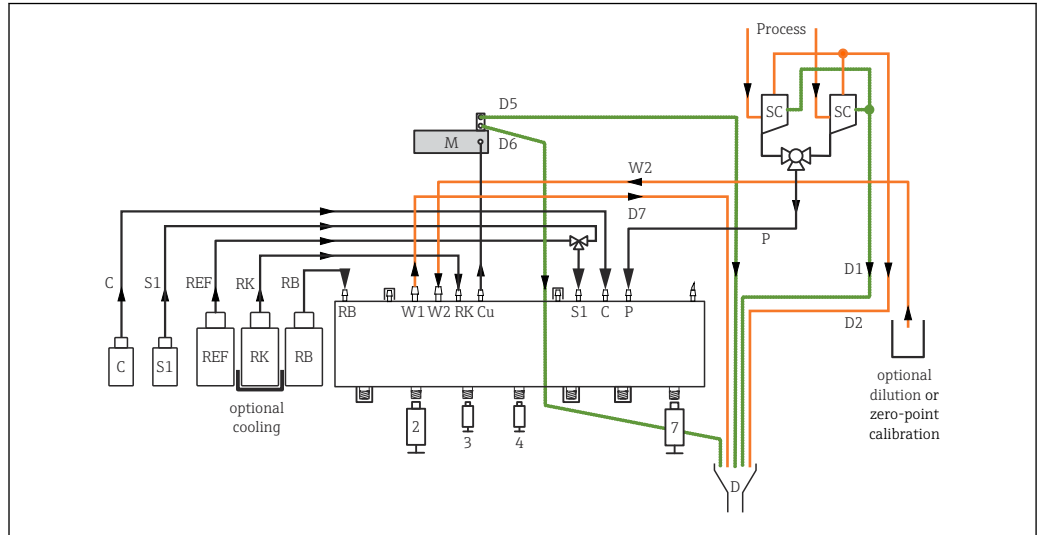 Process
SC
SC
D5
M
D6
W2
D7
P
C
S1
REF
RK
RB
D1
RB
W1
W2
RK
Cu
S1
C
P
D2
C
S1
REF
RK
RB
optional
cooling
optional
dilution or
zero-point
calibration
2
3
4
7
D